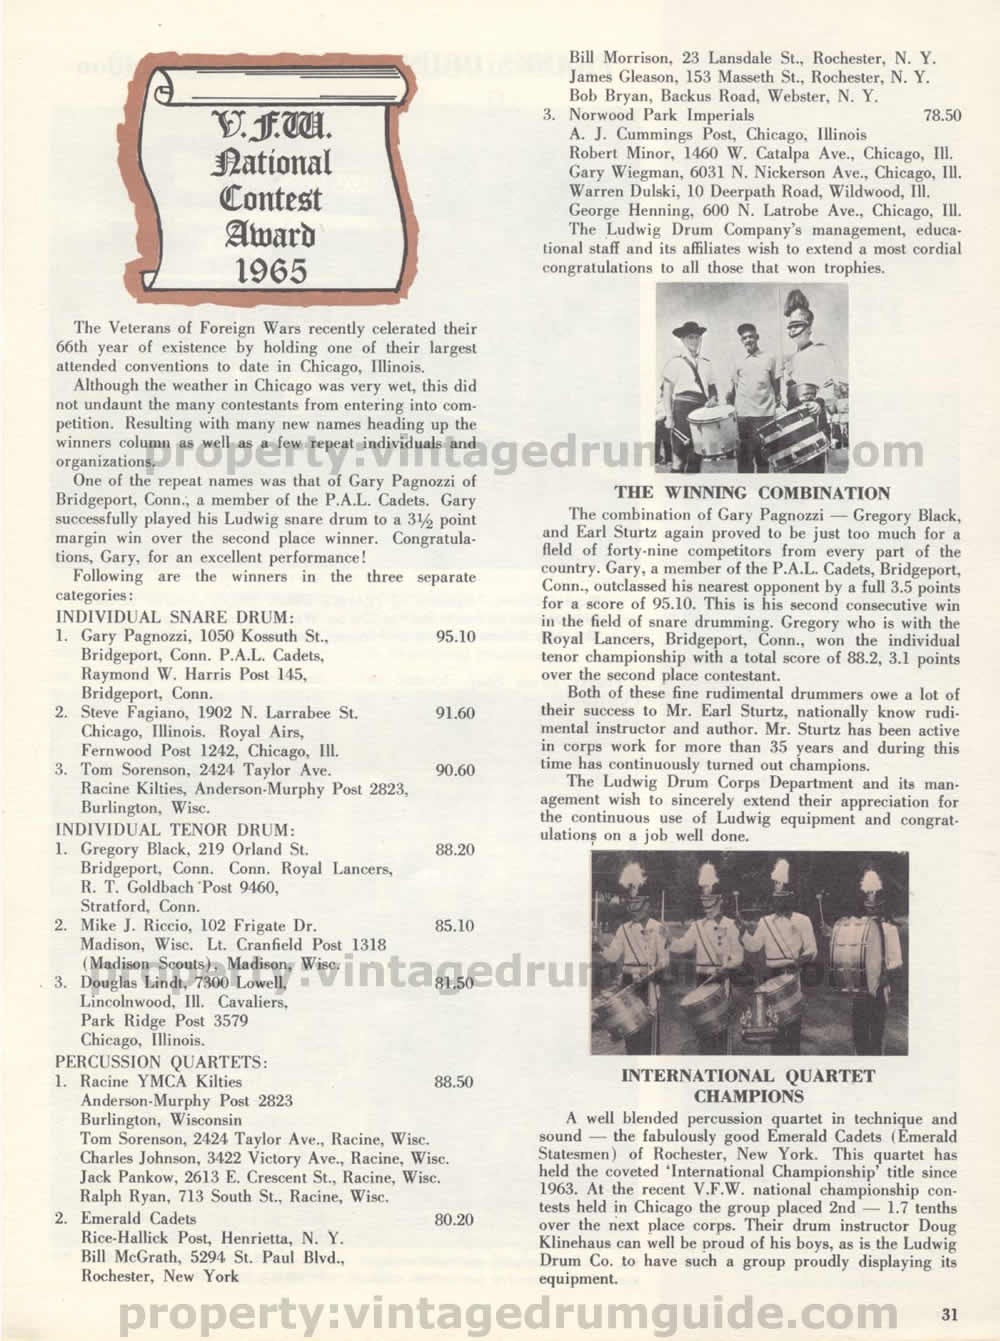 V.F.W.
National
Contest
Award
1965
The Veterans of Foreign Wars recently celerated their
66th year of existence by holding one of their largest
attended conventions to date in Chicago, Illinois.
Although the weather in Chicago was very wet, this did
not undaunt the many contestants from entering into com-
petition. Resulting with many new names heading up the
winners column as well as a few repeat individuals and
organizations.
One of the repeat names was that of Gary Pagnozzi of
Bridgeport, Conn., a member of the P.A.L. Cadets. Gary
successfully played his Ludwig snare drum to a 3½ point
margin win over the second place winner. Congratula-
tions, Gary, for an excellent performance!
Following are the winners in the three separate
categories:
INDIVIDUAL SNARE DRUM:
1. Gary Pagnozzi, 1050 Kossuth St., 95.10
Bridgeport, Conn. P.A.L. Cadets,
Raymond W. Harris Post 145,
Bridgeport, Conn.
2. Steve Fagiano, 1902 N. Larrabee St. 91.60
Chicago, Illinois. Royal Airs,
Fernwood Post 1242, Chicago, Ill.
3. Tom Sorenson, 2424 Taylor Ave. 90.60
Racine Kilties, Anderson-Murphy Post 2823,
Burlington, Wisc.
INDIVIDUAL TENOR DRUM:
1. Gregory Black, 219 Orland St. 88.20
Bridgeport, Conn. Conn. Royal Lancers,
R. T. Goldbach Post 9460,
Stratford, Conn.
2. Mike J. Riccio, 102 Frigate Dr. 85.10
Madison, Wisc. Lt. Cranfield Post 1318
(Madison Scouts), Madison, Wisc.
3. Douglas Lindt, 7300 Lowell, 81.50
Lincolnwood, Ill. Cavaliers,
Park Ridge Post 3579
Chicago, Illinois.
PERCUSSION QUARTETS:
1. Racine YMCA Kilties 88.50
Anderson-Murphy Post 2823
Burlington, Wisconsin
Tom Sorenson, 2424 Taylor Ave., Racine, Wisc.
Charles Johnson, 3422 Victory Ave., Racine, Wisc.
Jack Pankow, 2613 E. Crescent St., Racine, Wisc.
Ralph Ryan, 713 South St., Racine, Wisc.
2. Emerald Cadets 80.20
Rice-Hallick Post, Henrietta, N. Y.
Bill McGrath, 5294 St. Paul Blvd.,
Rochester, New York
Bill Morrison, 23 Lansdale St., Rochester, N. Y.
James Gleason, 153 Masseth St., Rochester, N. Y.
Bob Bryan, Backus Road, Webster, N. Y.
3. Norwood Park Imperials 78.50
A. J. Cummings Post, Chicago, Illinois
Robert Minor, 1460 W. Catalpa Ave., Chicago, Ill.
Gary Wiegman, 6031 N. Nickerson Ave., Chicago, Ill.
Warren Dulski, 10 Deerpath Road, Wildwood, Ill.
George Henning, 600 N. Latrobe Ave., Chicago, Ill.
The Ludwig Drum Company's management, educa-
tional staff and its affiliates wish to extend a most cordial
congratulations to all those that won trophies.
THE WINNING COMBINATION
The combination of Gary Pagnozzi — Gregory Black,
and Earl Sturtz again proved to be just too much for a
field of forty-nine competitors from every part of the
country. Gary, a member of the P.A.L. Cadets, Bridgeport,
Conn., outclassed his nearest opponent by a full 3.5 points
for a score of 95.10. This is his second consecutive win
in the field of snare drumming. Gregory who is with the
Royal Lancers, Bridgeport, Conn., won the individual
tenor championship with a total score of 88.2, 3.1 points
over the second place contestant.
Both of these fine rudimental drummers owe a lot of
their success to Mr. Earl Sturtz, nationally know rudi-
mental instructor and author. Mr. Sturtz has been active
in corps work for more than 35 years and during this
time has continuously turned out champions.
The Ludwig Drum Corps Department and its man-
agement wish to sincerely extend their appreciation for
the continuous use of Ludwig equipment and congrat-
ulations on a job well done.
INTERNATIONAL QUARTET
CHAMPIONS
A well blended percussion quartet in technique and
sound — the fabulously good Emerald Cadets (Emerald
Statesmen) of Rochester, New York. This quartet has
held the coveted 'International Championship' title since
1963. At the recent V.F.W. national championship con-
tests held in Chicago the group placed 2nd — 1.7 tenths
over the next place corps. Their drum instructor Doug
Klinehaus can well be proud of his boys, as is the Ludwig
Drum Co. to have such a group proudly displaying its
equipment.
31
property:vintagedrumguide.com
property:vintagedrumguide.com
property:vintagedrumguide.com